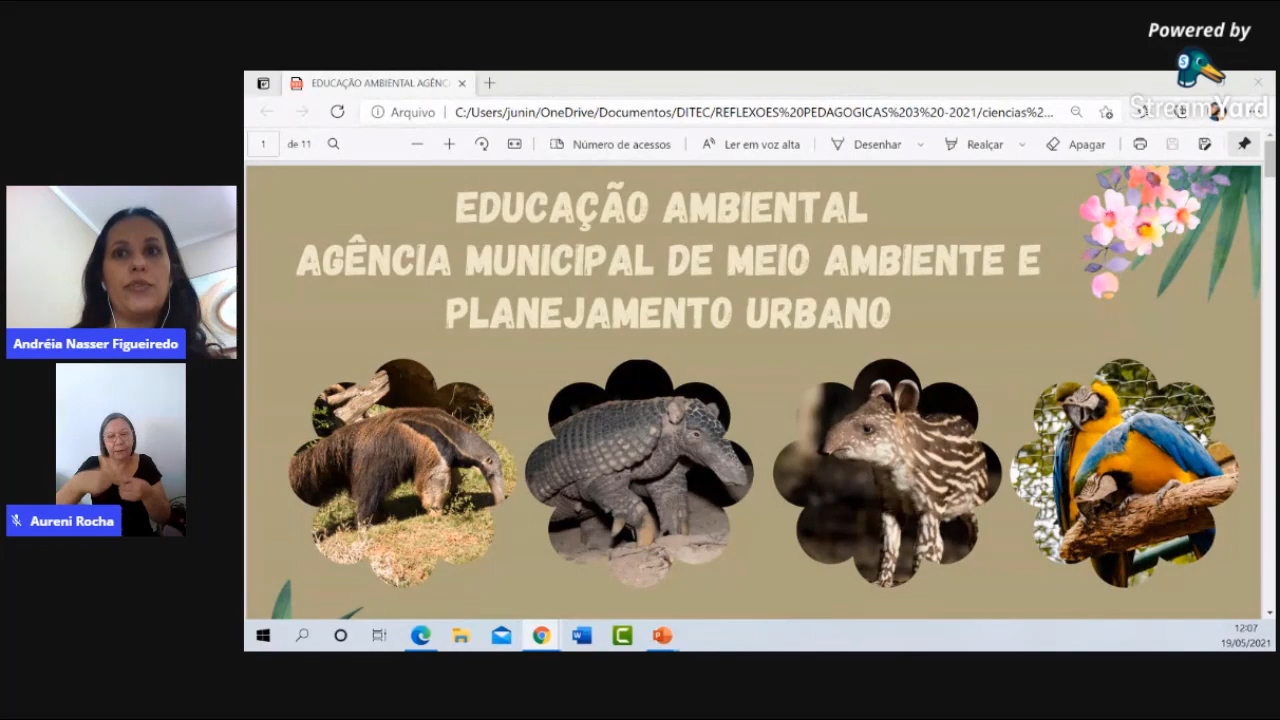 Powered by
StreamYard
EDUCAÇÃO AMBIENTAL AGÊNC
Arquivo
C:/Users/junin/OneDrive/Documentos/DITEC/REFLEXOES%20PEDAGOGICAS%203%20-2021/ciencias%2...
1 de 11
Número de acessos
Ler em voz alta
Desenhar
Realçar
Apagar
EDUCAÇÃO AMBIENTAL
AGÊNCIA MUNICIPAL DE MEIO AMBIENTE E
PLANEJAMENTO URBANO
Andréia Nasser Figueiredo
Aureni Rocha
12:07
19/05/2021